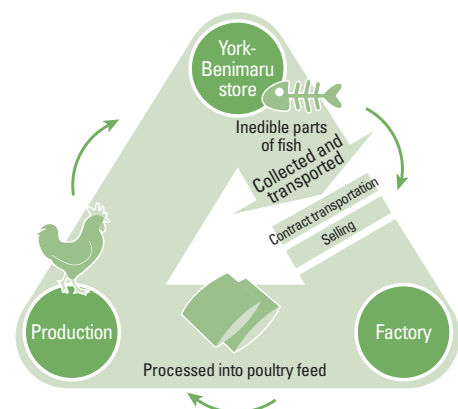 York-
Benimaru
store
Inedible parts
of fish
Collected and
transported
Contract transportation
Selling
Production
Factory
Processed into poultry feed